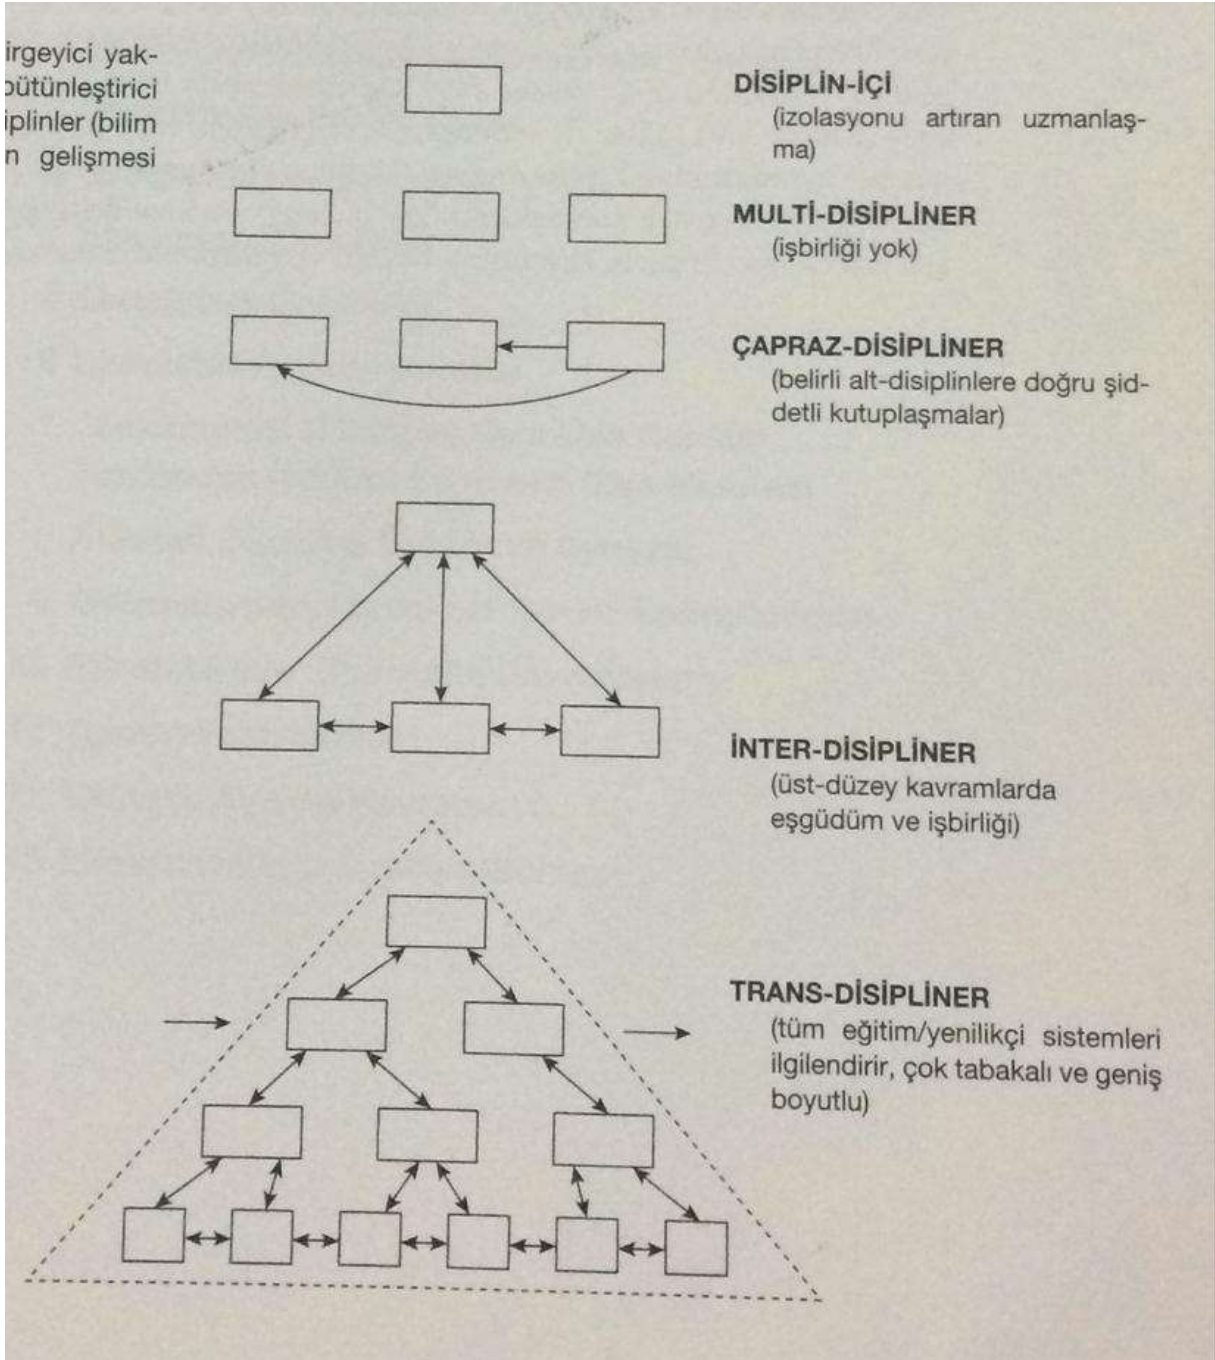 irgeyici yak-
bütünleştirici
iplinler (bilim
n gelişmesi
DİSİPLİN-İÇİ
(izolasyonu artıran uzmanlaş-
ma)
MULTİ-DİSİPLİNER
(işbirliği yok)
ÇAPRAZ-DİSİPLİNER
(belirli alt-disiplinlere doğru şid-
detli kutuplaşmalar)
İNTER-DİSİPLİNER
(üst-düzey kavramlarda
eşgüdüm ve işbirliği)
TRANS-DİSİPLİNER
(tüm eğitim/yenilikçi sistemleri
ilgilendirir, çok tabakalı ve geniş
boyutlu)